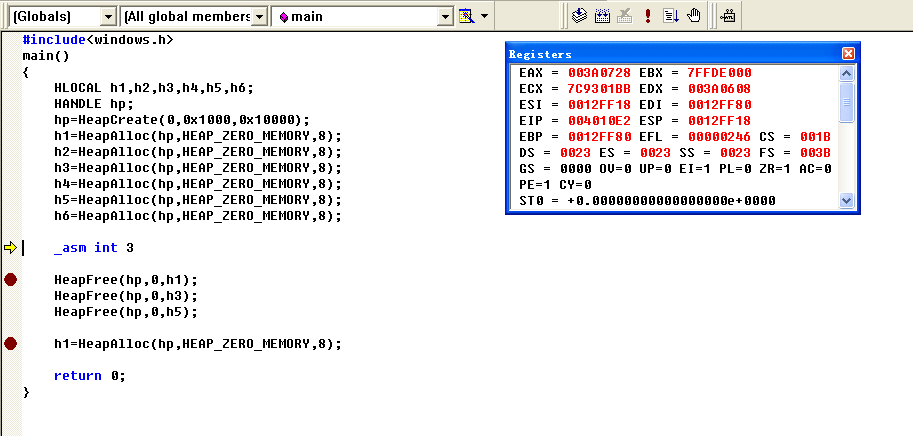 (Globals) (All global members main
#include<windows.h>
main()
{
HLOCAL h1,h2,h3,h4,h5,h6;
HANDLE hp;
hp=HeapCreate(0,0x1000,0x10000);
h1=HeapAlloc(hp,HEAP_ZERO_MEMORY,8);
h2=HeapAlloc(hp,HEAP_ZERO_MEMORY,8);
h3=HeapAlloc(hp,HEAP_ZERO_MEMORY,8);
h4=HeapAlloc(hp,HEAP_ZERO_MEMORY,8);
h5=HeapAlloc(hp,HEAP_ZERO_MEMORY,8);
h6=HeapAlloc(hp,HEAP_ZERO_MEMORY,8);
_asm int 3
HeapFree(hp,0,h1);
HeapFree(hp,0,h3);
HeapFree(hp,0,h5);
h1=HeapAlloc(hp,HEAP_ZERO_MEMORY,8);
return 0;
}
Registers
EAX = 003A0728 EBX = 7FFDE000
ECX = 7C9301BB EDX = 003A0608
ESI = 0012FF18 EDI = 0012FF80
EIP = 004010E2 ESP = 0012FF18
EBP = 0012FF80 EFL = 00000246 CS = 001B
DS = 0023 ES = 0023 SS = 0023 FS = 003B
GS = 0000 OV=0 UP=0 EI=1 PL=0 ZR=1 AC=0
PE=1 CY=0
ST0 = +0.00000000000000000e+0000